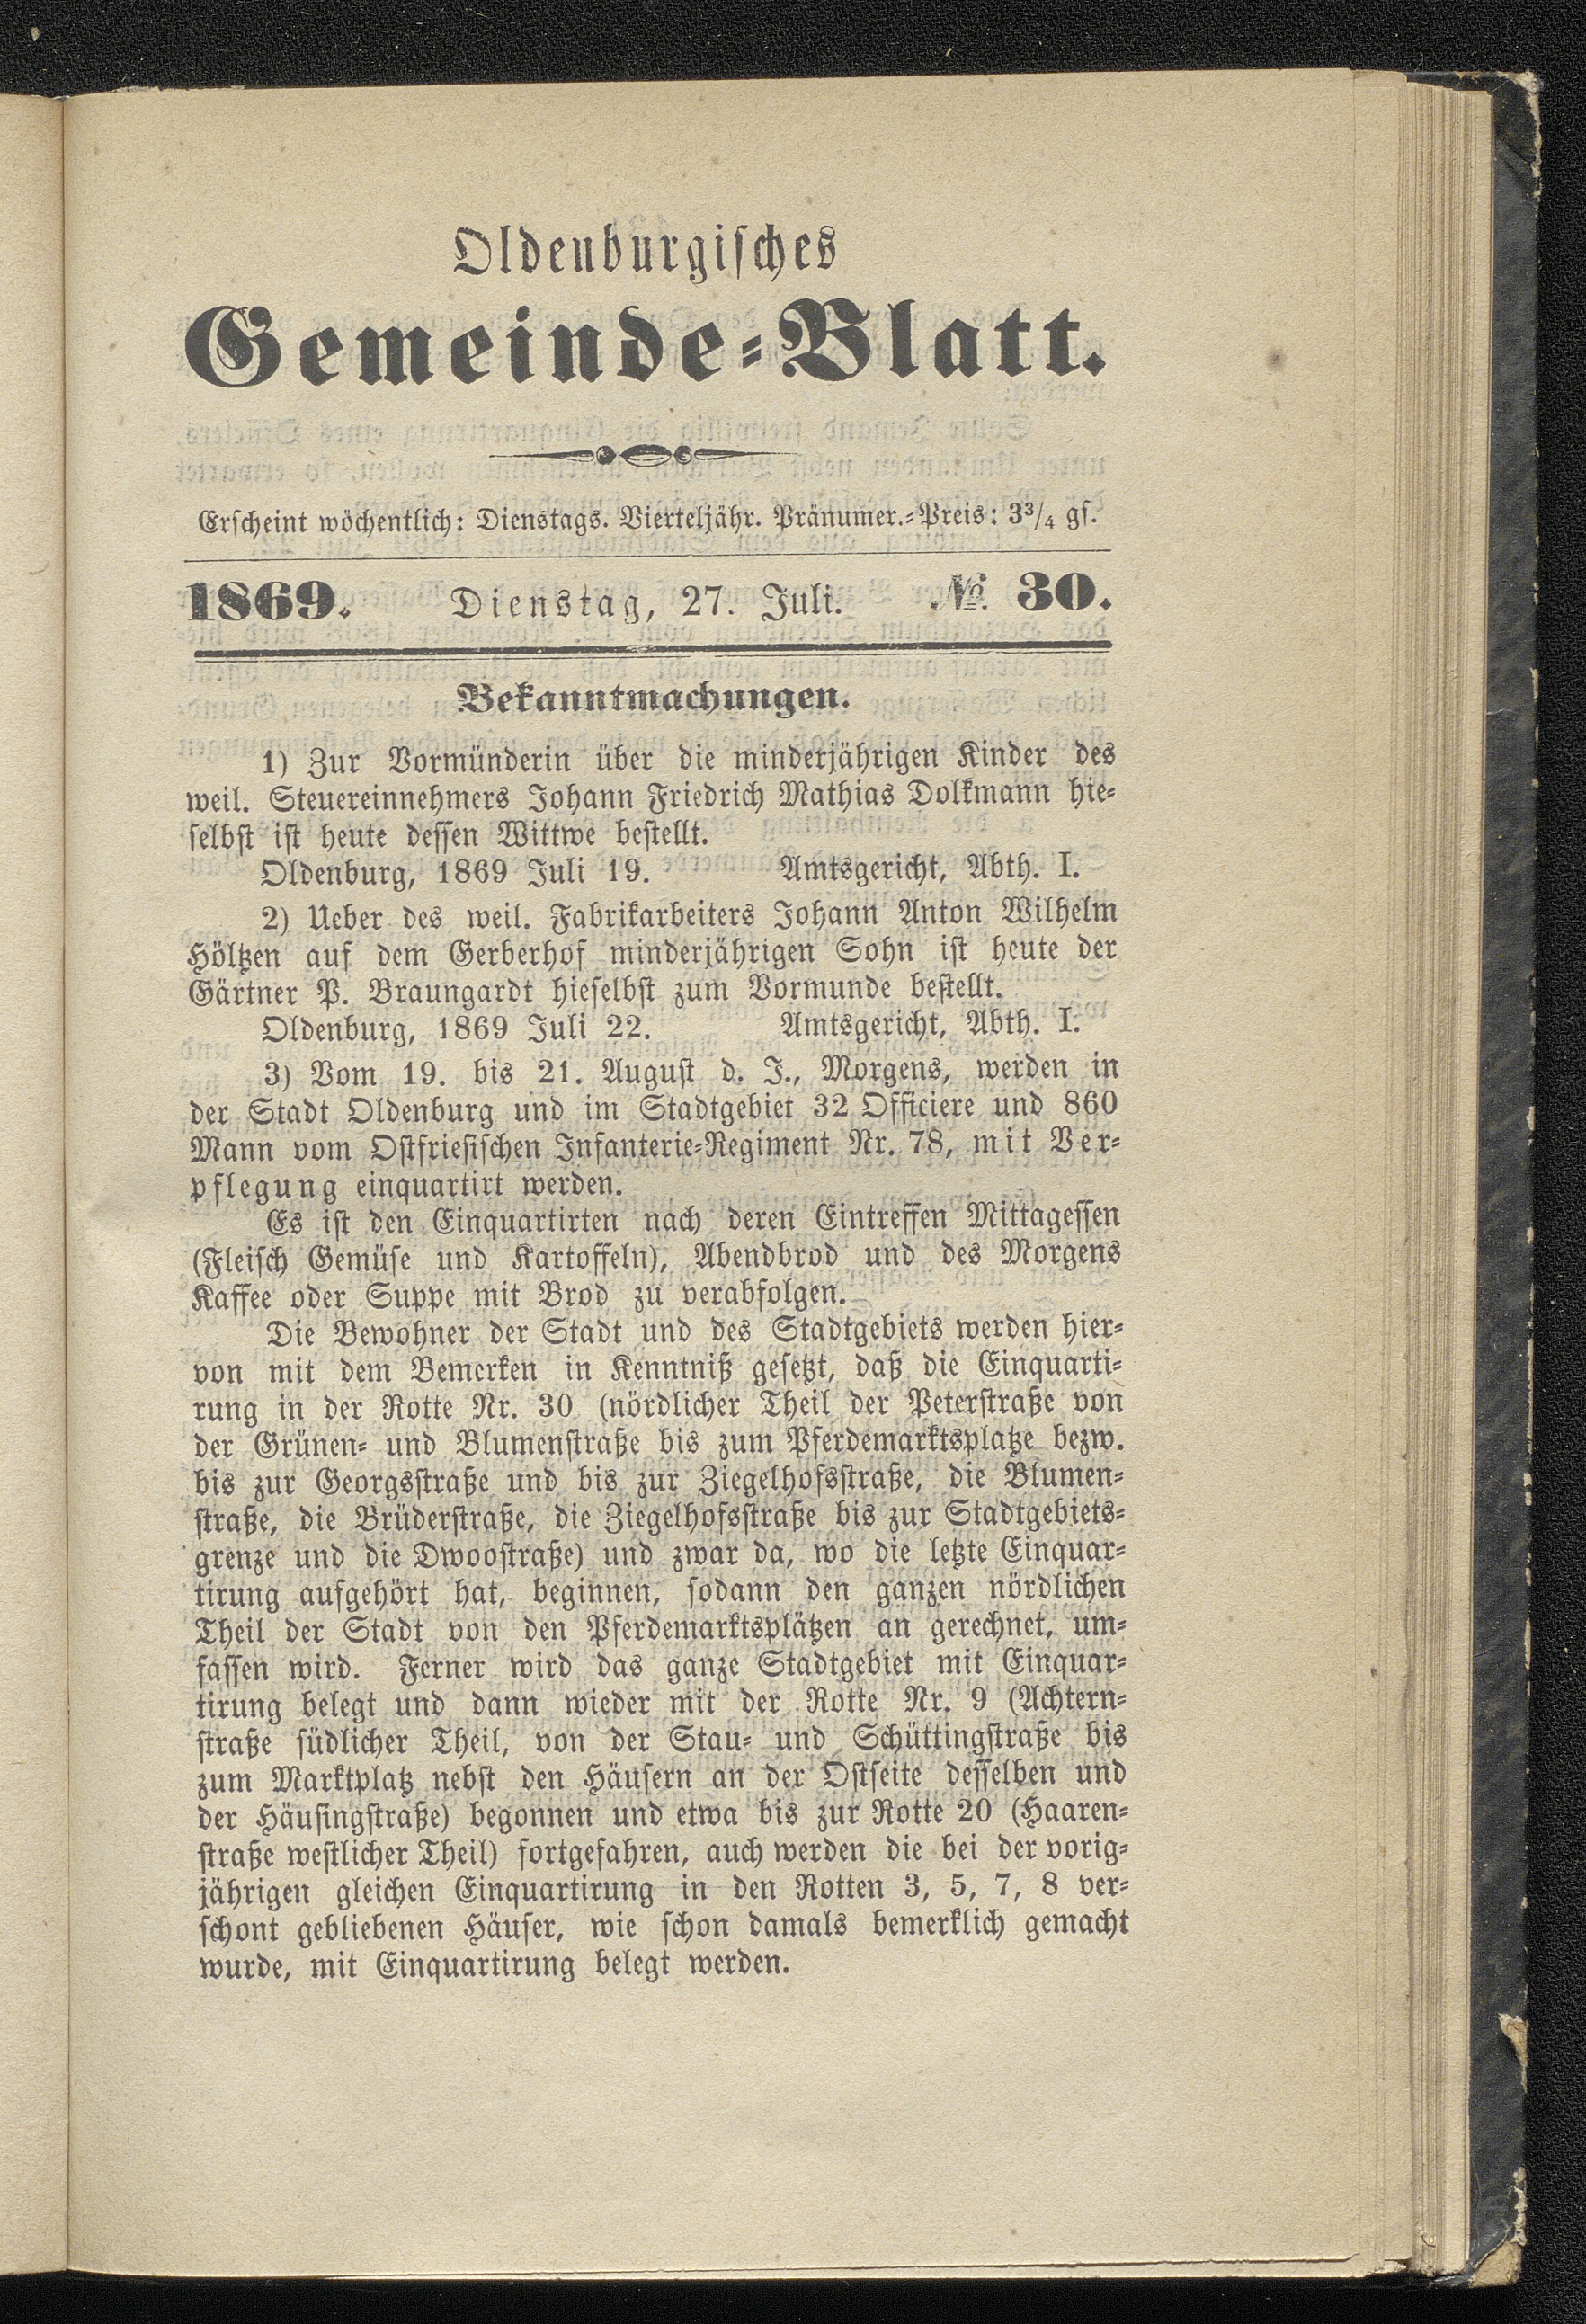 Oldenburgisches
Gemeinde-Blatt.
Erscheint wöchentlich: Dienstags. Vierteljähr. Pränumer.-Preis: 3³/₄ gs.
1869. Dienstag, 27. Juli. № 30.
Bekanntmachungen.
1) Zur Vormünderin über die minderjährigen Kinder des
weil. Steuereinnehmers Johann Friedrich Mathias Dolkmann hie-
selbst ist heute dessen Wittwe bestellt.
Oldenburg, 1869 Juli 19. Amtsgericht, Abth. I.
2) Ueber des weil. Fabrikarbeiters Johann Anton Wilhelm
Höltzen auf dem Gerberhof minderjährigen Sohn ist heute der
Gärtner P. Braungardt hieselbst zum Vormunde bestellt.
Oldenburg, 1869 Juli 22. Amtsgericht, Abth. I.
3) Vom 19. bis 21. August d. J., Morgens, werden in
der Stadt Oldenburg und im Stadtgebiet 32 Officiere und 860
Mann vom Ostfriesischen Infanterie-Regiment Nr. 78, mit Ver-
pflegung einquartirt werden.
Es ist den Einquartirten nach deren Eintreffen Mittagessen
(Fleisch Gemüse und Kartoffeln), Abendbrod und des Morgens
Kaffee oder Suppe mit Brod zu verabfolgen.
Die Bewohner der Stadt und des Stadtgebiets werden hier-
von mit dem Bemerken in Kenntniß gesetzt, daß die Einquarti-
rung in der Rotte Nr. 30 (nördlicher Theil der Peterstraße von
der Grünen- und Blumenstraße bis zum Pferdemarktsplatze bezw.
bis zur Georgsstraße und bis zur Ziegelhofsstraße, die Blumen-
straße, die Brüderstraße, die Ziegelhofsstraße bis zur Stadtgebiets-
grenze und die Dwoostraße) und zwar da, wo die letzte Einquar-
tirung aufgehört hat, beginnen, sodann den ganzen nördlichen
Theil der Stadt von den Pferdemarktsplätzen an gerechnet, um-
fassen wird. Ferner wird das ganze Stadtgebiet mit Einquar-
tirung belegt und dann wieder mit der Rotte Nr. 9 (Achtern-
straße südlicher Theil, von der Stau- und Schüttingstraße bis
zum Marktplatz nebst den Häusern an der Ostseite desselben und
der Häusingstraße) begonnen und etwa bis zur Rotte 20 (Haaren-
straße westlicher Theil) fortgefahren, auch werden die bei der vorig-
jährigen gleichen Einquartirung in den Rotten 3, 5, 7, 8 ver-
schont gebliebenen Häuser, wie schon damals bemerklich gemacht
wurde, mit Einquartirung belegt werden.